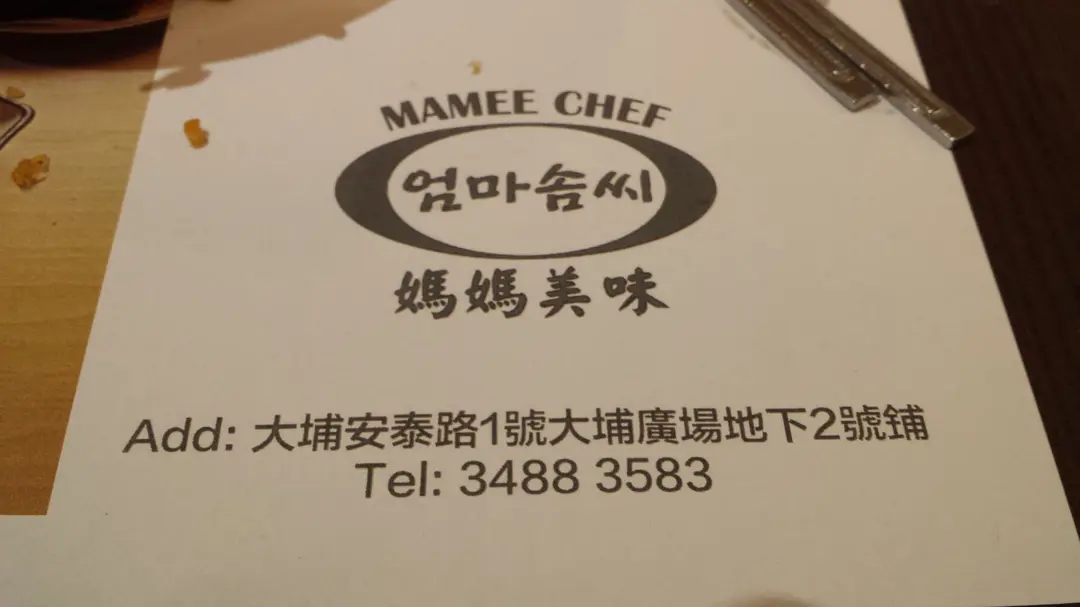 MAMEE CHEF
엄마솜씨
媽媽美味
Add: 大埔安泰路1號大埔廣場地下2號鋪
Tel: 3488 3583